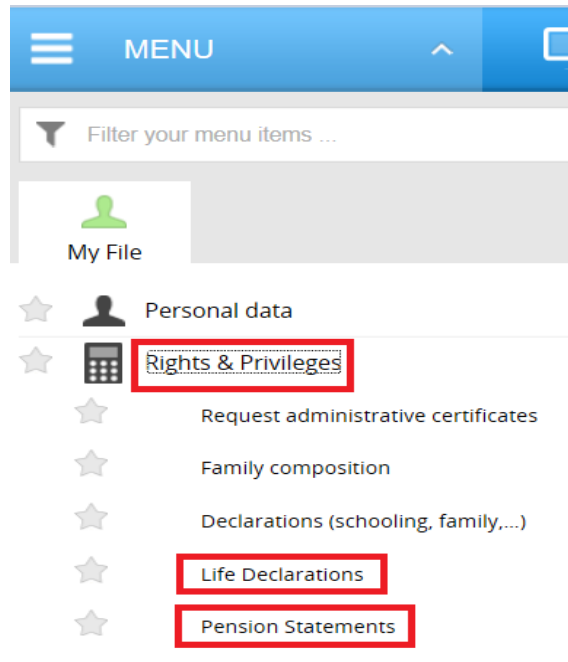 MENU
Filter your menu items ...
My File
Personal data
Rights & Privileges
Request administrative certificates
Family composition
Declarations (schooling, family,...)
Life Declarations
Pension Statements